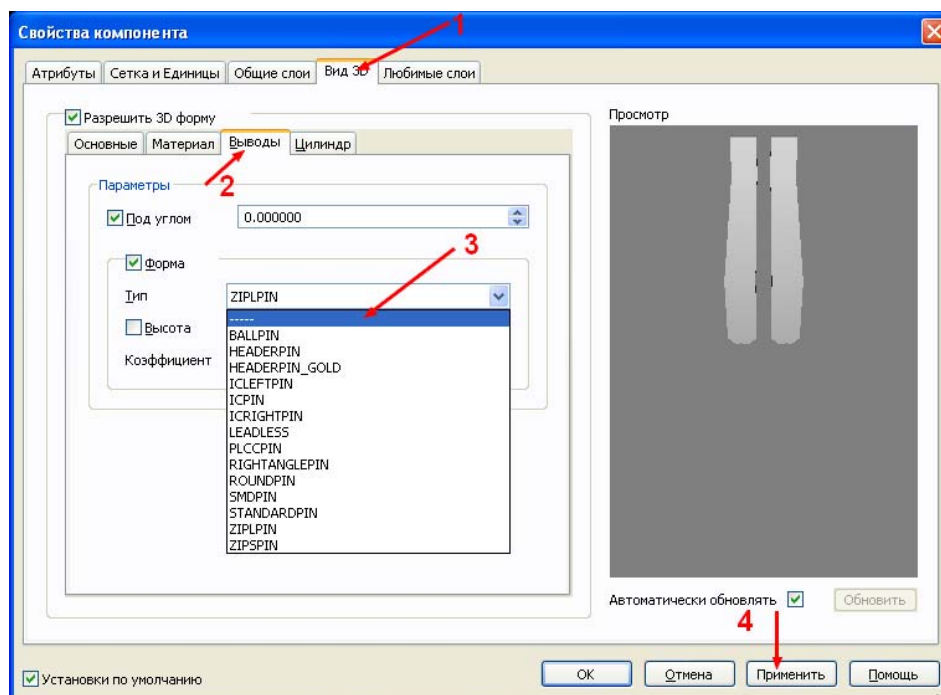 Свойства компонента
1
Атрибуты Сетка и Единицы Общие слои Вид 3D Любимые слои
Разрешить 3D форму
Просмотр
Основные Материал Выводы Цилиндр
2
Параметры
Под углом 0.000000
3
Форма
Тип ZIPLPIN
-----
Высота
BALLPIN
HEADERPIN
Коэффициент
HEADERPIN_GOLD
ICLEFTPIN
ICPIN
ICRIGHTPIN
LEADLESS
PLCCPIN
RIGHTANGLEPIN
ROUNDPIN
SMDPIN
STANDARDPIN
ZIPLPIN
ZIPSPIN
Автоматически обновлять Обновить
4
Установки по умолчанию OK Отмена Применить Помощь